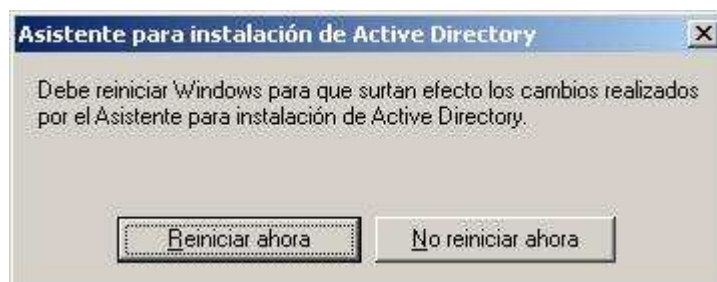 Asistente para instalación de Active Directory
Debe reiniciar Windows para que surtan efecto los cambios realizados
por el Asistente para instalación de Active Directory.
Reiniciar ahora
No reiniciar ahora